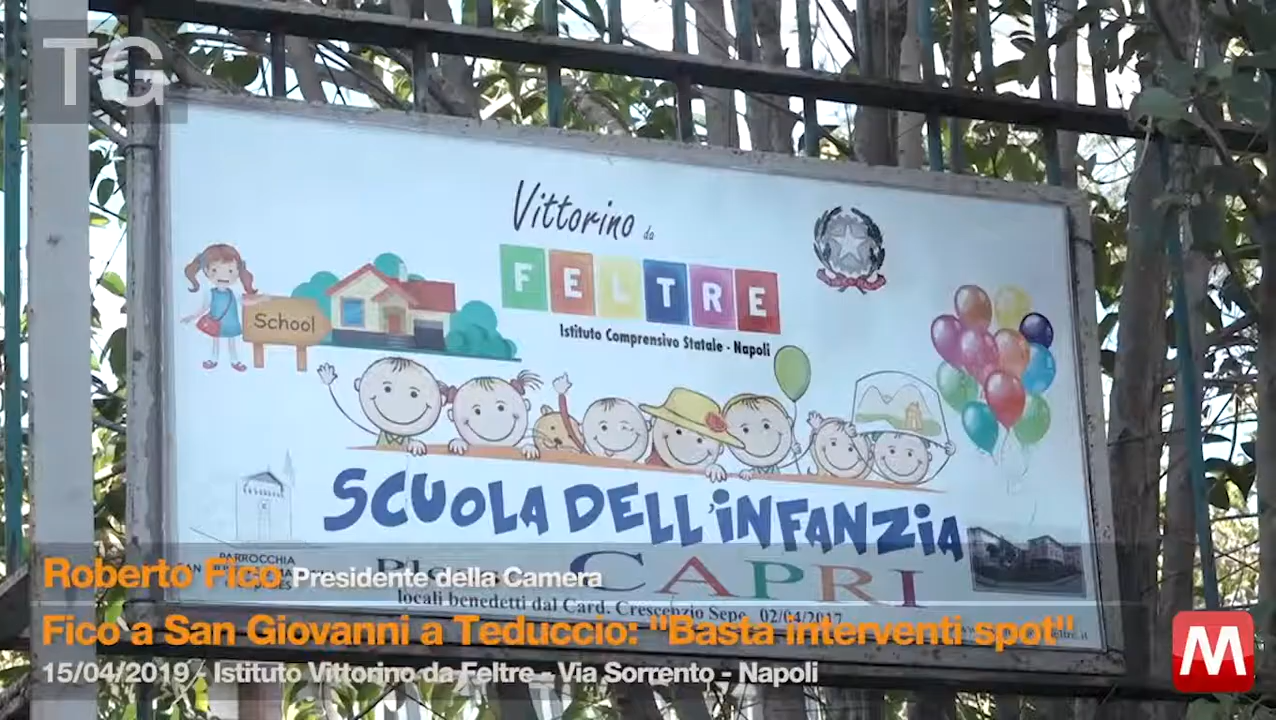 TG
Vittorino da
FELTRE
Istituto Comprensivo Statale - Napoli
School
SCUOLA DELL'iNFANZiA
PARROCCHIA
CAPRI
locali benedetti dal Card. Crescenzio Sepe 02/04/2017
Roberto Fico Presidente della Camera
Fico a San Giovanni a Teduccio: "Basta interventi spot"
15/04/2019 - Istituto Vittorino da Feltre - Via Sorrento - Napoli
M